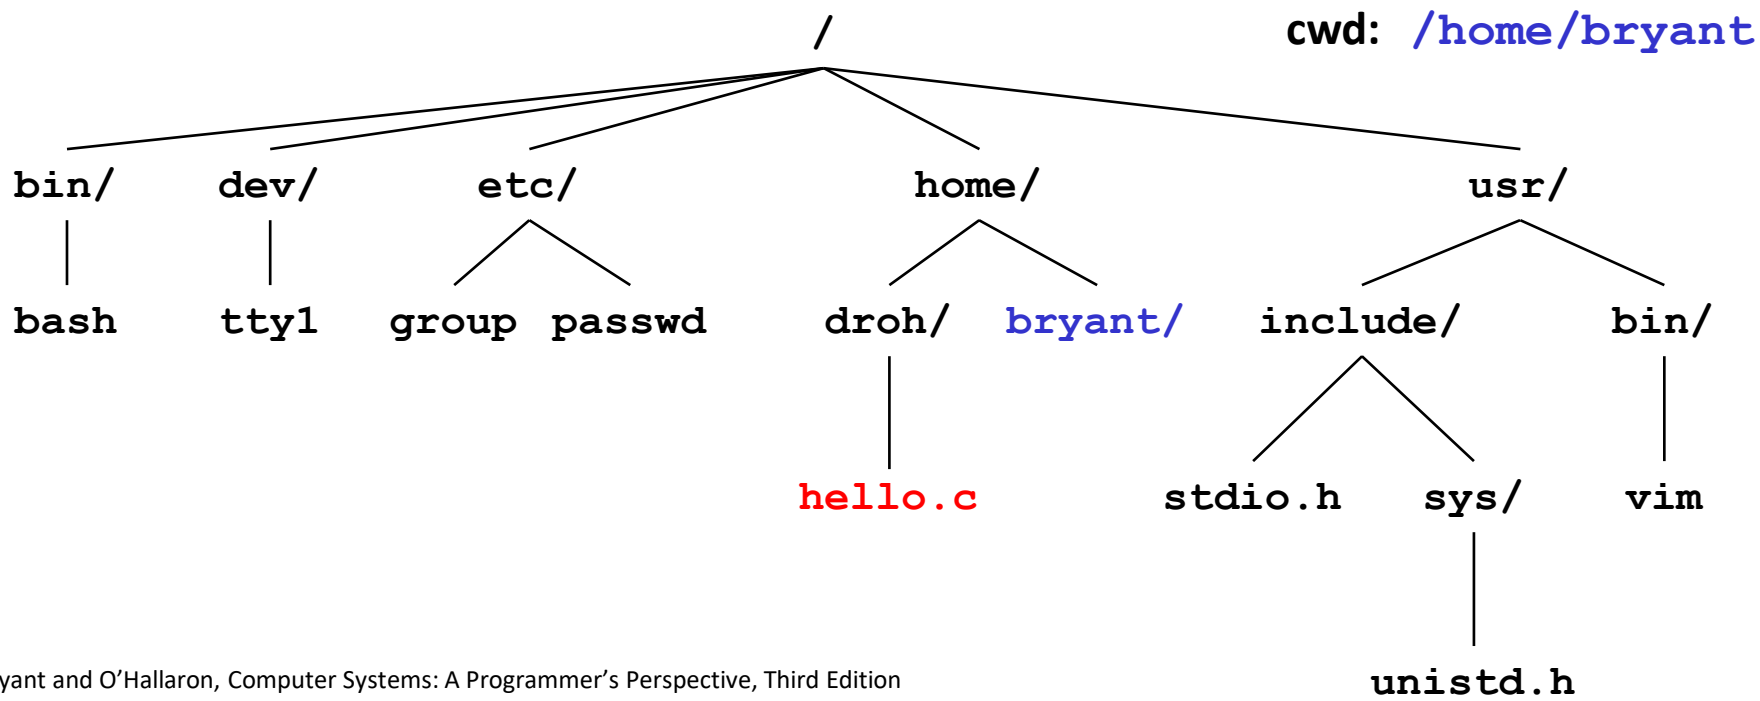 /
cwd: /home/bryant
bin/ dev/ etc/ home/ usr/
bash tty1 group passwd droh/ bryant/ include/ bin/
hello.c stdio.h sys/ vim
yant and O'Hallaron, Computer Systems: A Programmer's Perspective, Third Edition
unistd.h